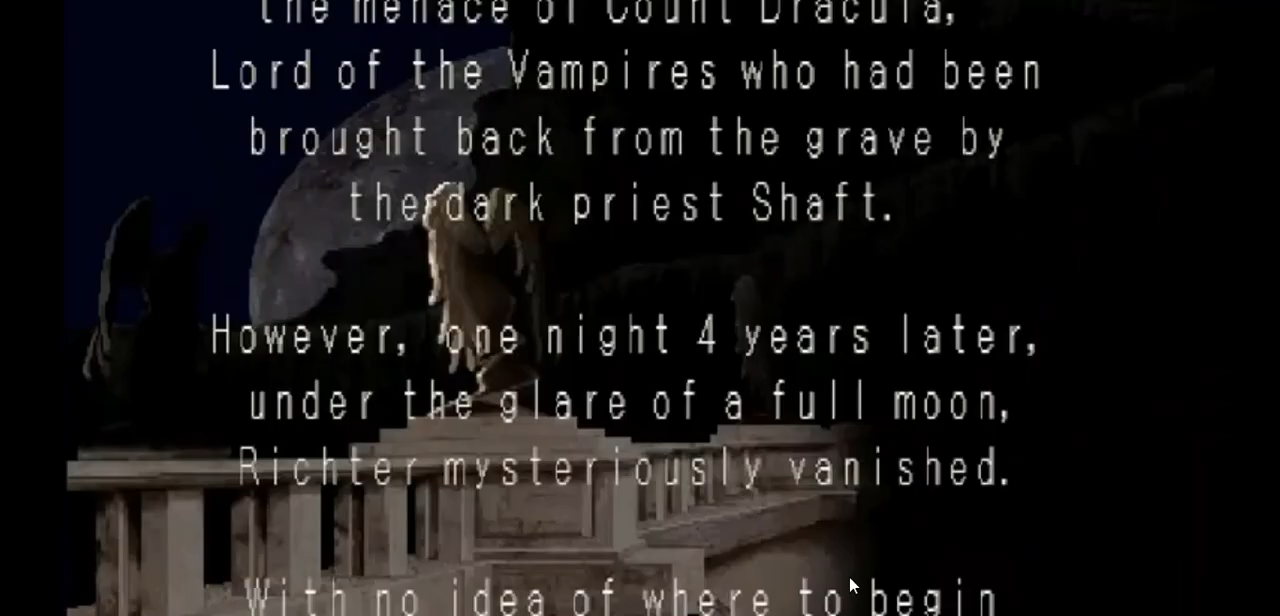 the menace of Count Dracula,
Lord of the Vampires who had been
brought back from the grave by
the dark priest Shaft.
However, one night 4 years later,
under the glare of a full moon,
Richter mysteriously vanished.
With no idea of where to begin